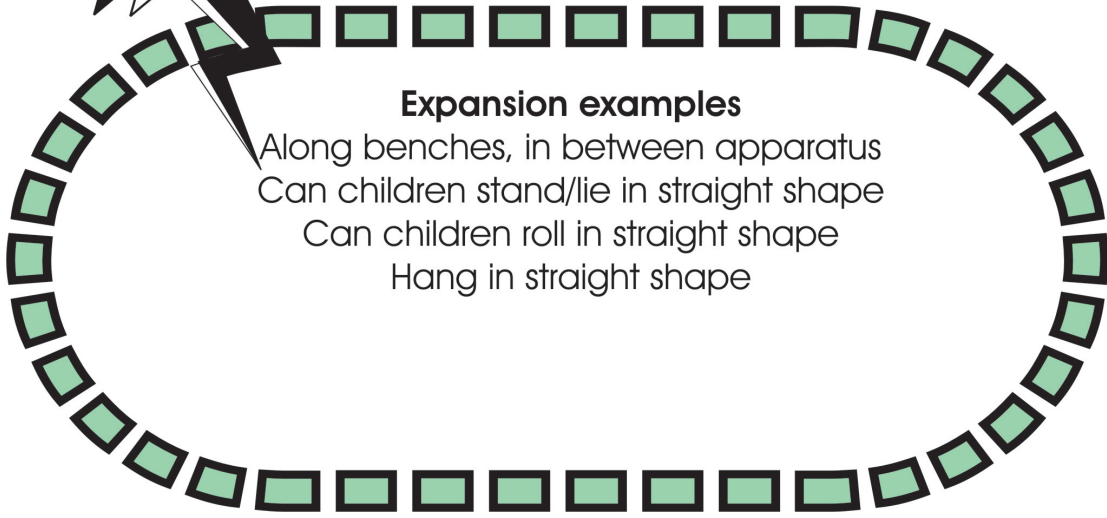 Expansion examples
Along benches, in between apparatus
Can children stand/lie in straight shape
Can children roll in straight shape
Hang in straight shape